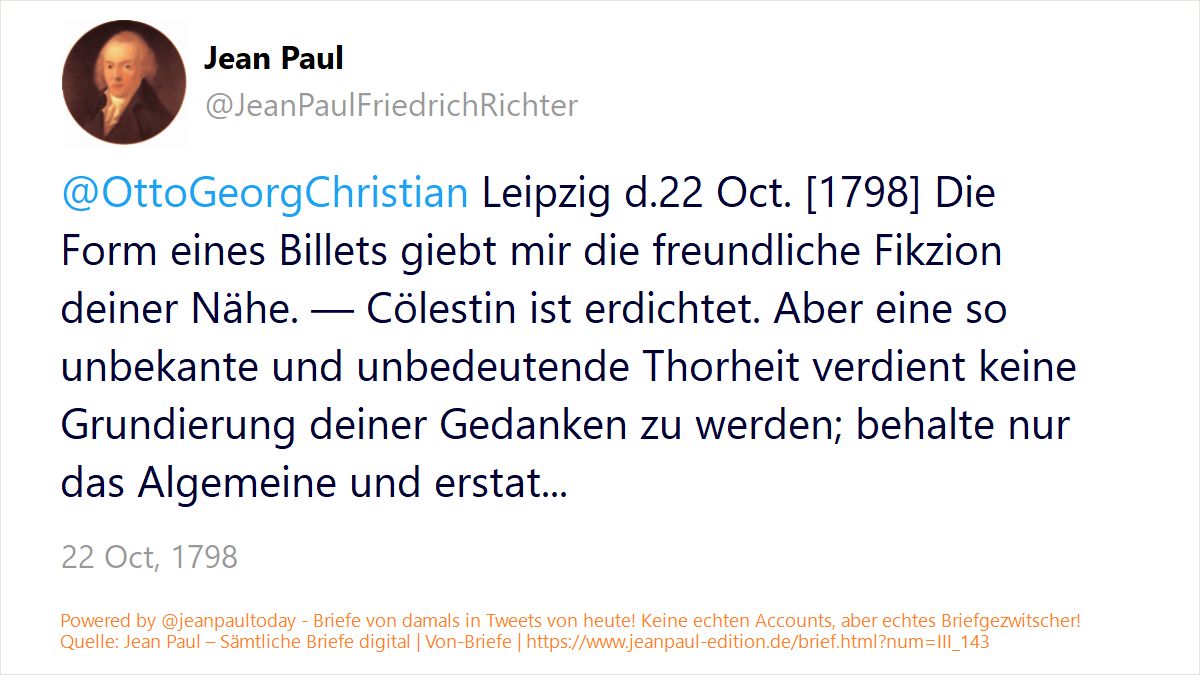 Jean Paul
@JeanPaulFriedrichRichter
@OttoGeorgChristian Leipzig d.22 Oct. [1798] Die
Form eines Billets giebt mir die freundliche Fikzion
deiner Nähe. — Cölestin ist erdichtet. Aber eine so
unbekante und unbedeutende Thorheit verdient keine
Grundierung deiner Gedanken zu werden; behalte nur
das Algemeine und erstat...
22 Oct, 1798
Powered by @jeanpaultoday - Briefe von damals in Tweets von heute! Keine echten Accounts, aber echtes Briefgezwitscher!
Quelle: Jean Paul – Sämtliche Briefe digital | Von-Briefe | https://www.jeanpaul-edition.de/brief.html?num=III_143